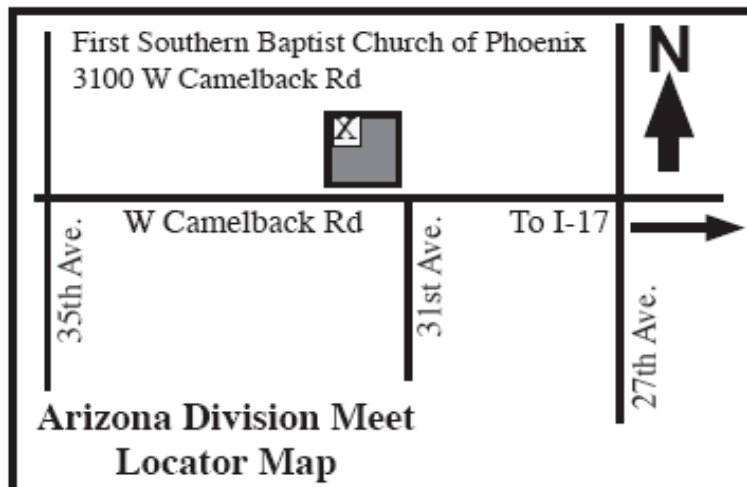 First Southern Baptist Church of Phoenix
3100 W Camelback Rd
N
X
W Camelback Rd
To I-17
35th Ave.
31st Ave.
27th Ave.
Arizona Division Meet
Locator Map